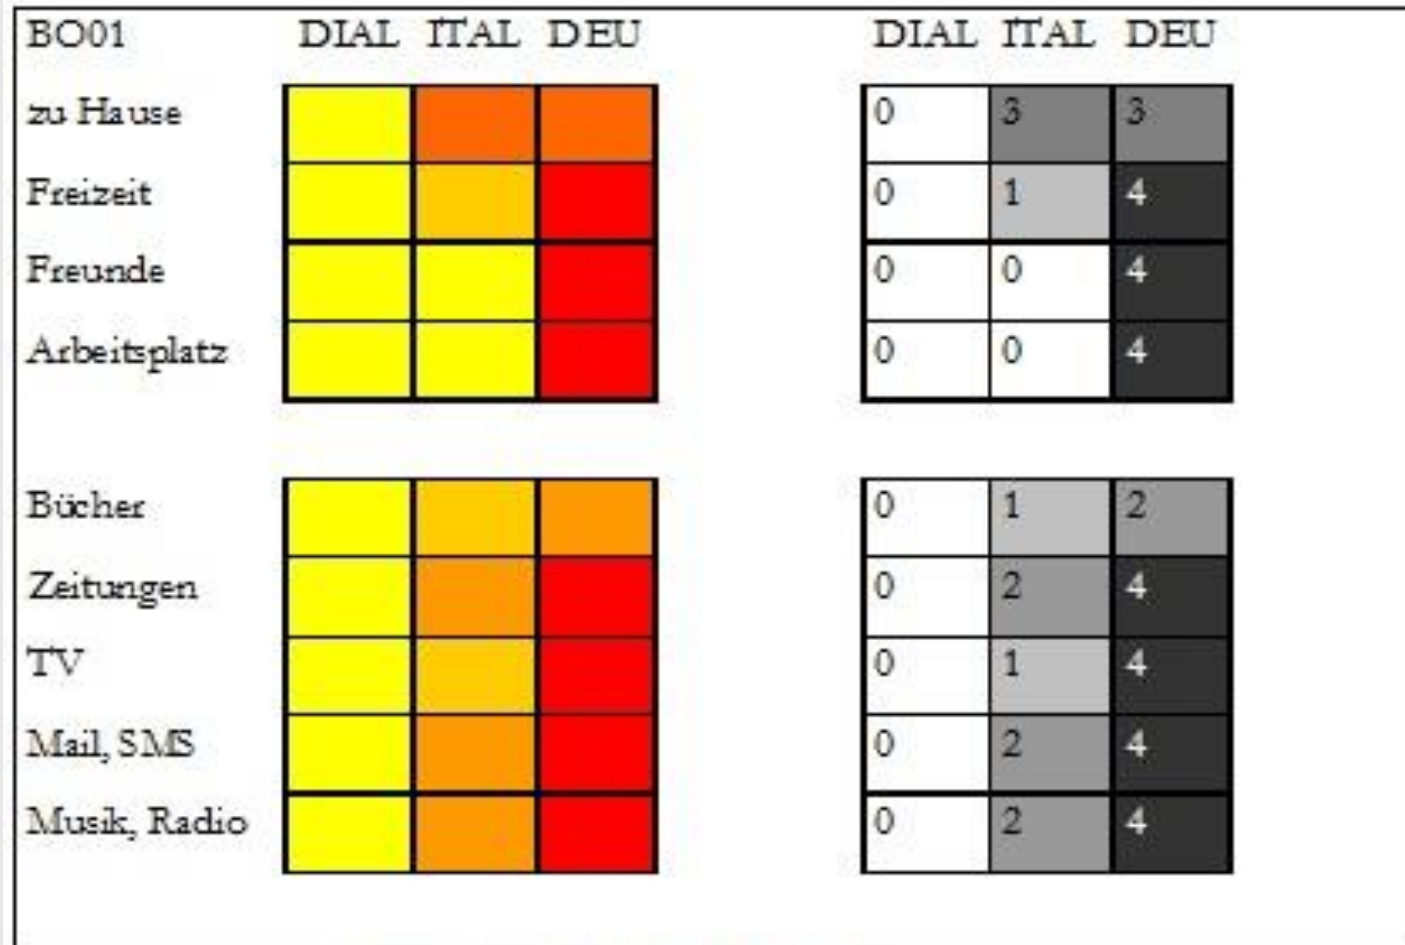 BO01 DIAL ITAL DEU DIAL ITAL DEU
zu Hause 0 3 3
Freizeit 0 1 4
Freunde 0 0 4
Arbeitsplatz 0 0 4
Bücher 0 1 2
Zeitungen 0 2 4
TV 0 1 4
Mail, SMS 0 2 4
Musik, Radio 0 2 4